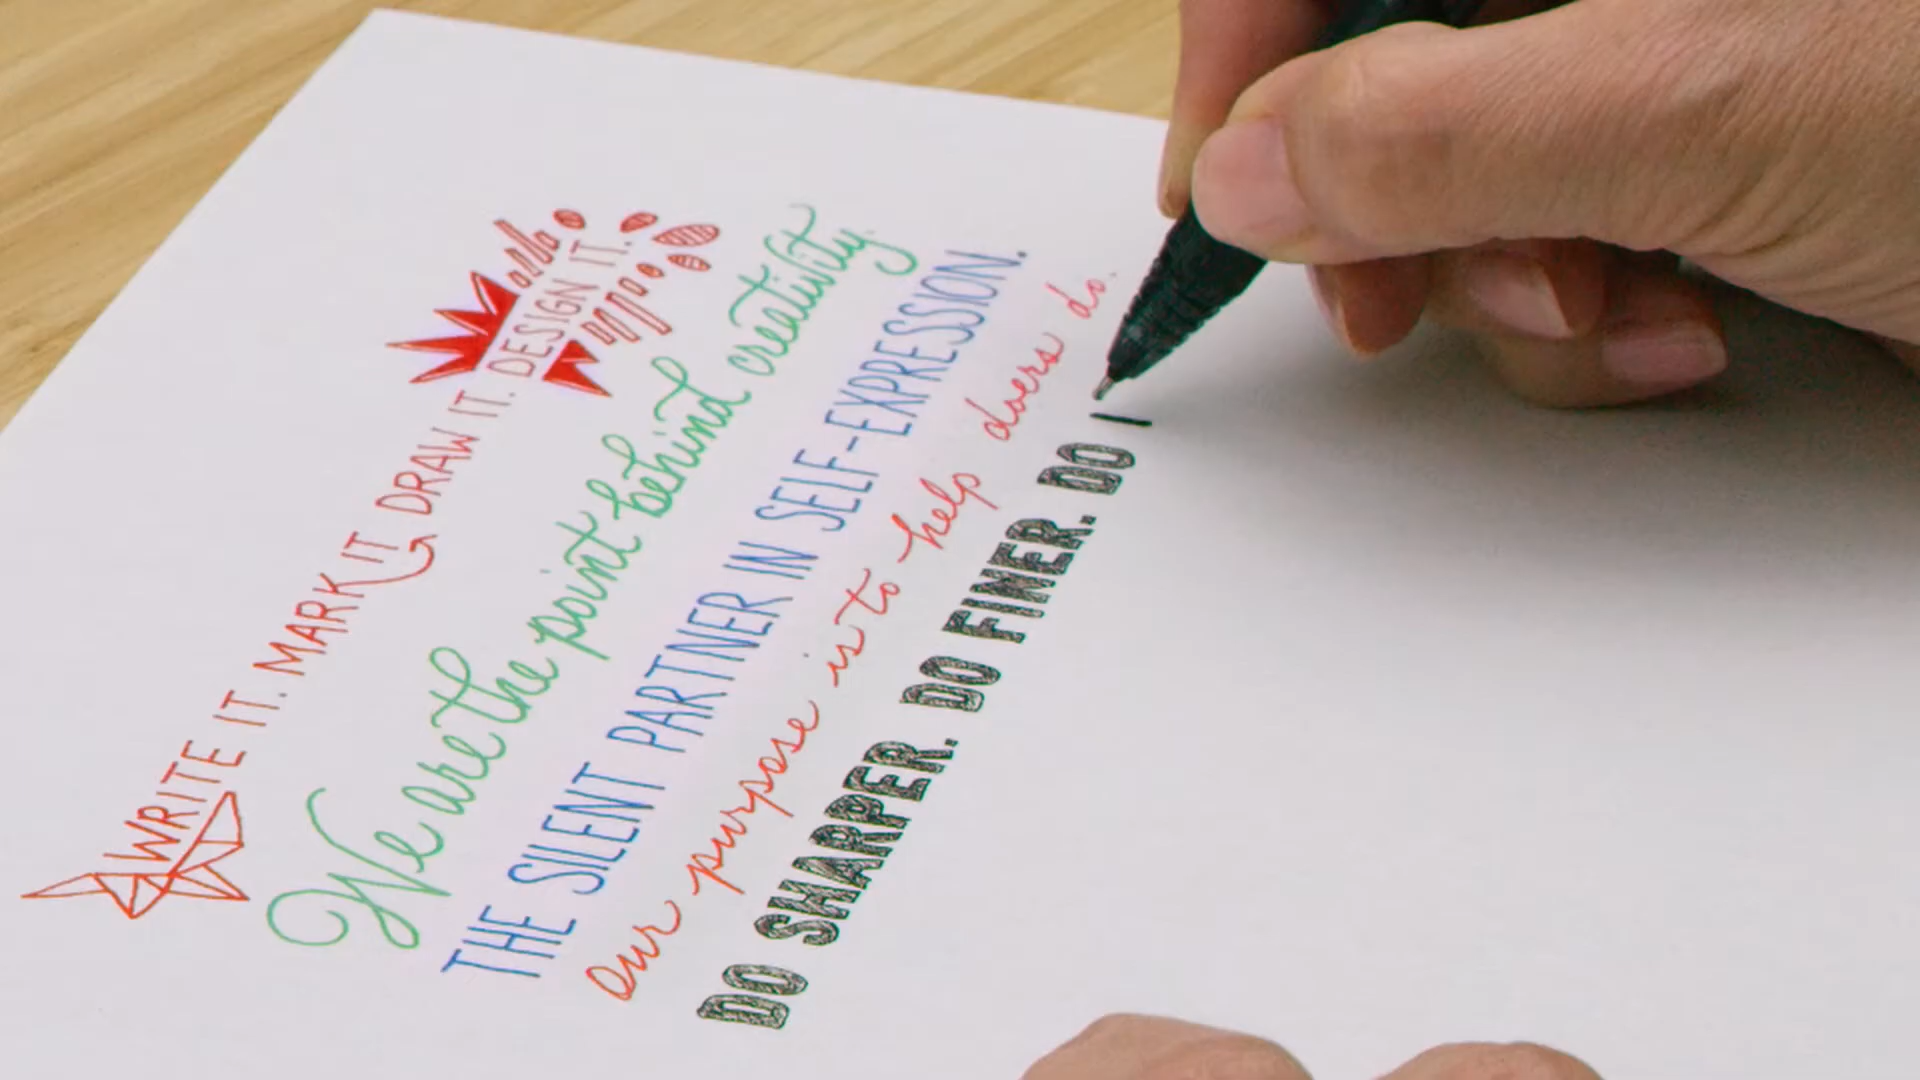 WRITE IT. MARK IT DRAW IT. DESIGN IT.
We are the point behind creativity.
THE SILENT PARTNER IN SELF-EXPRESSION.
Our purpose is to help doers do.
DO SHARPER. DO FINER. DO